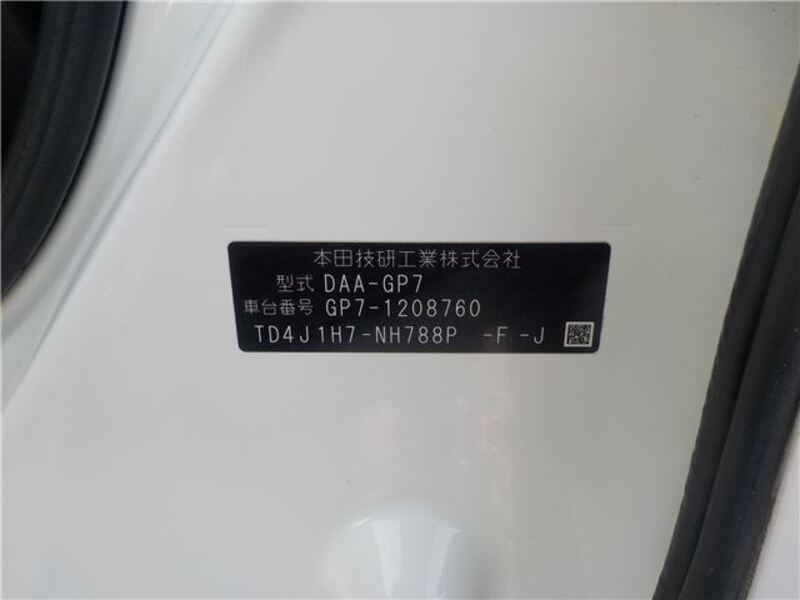 本田技研工業株式会社
型式 DAA-GP7
車台番号 GP7-1208760
TD4J1H7-NH788P -F -J